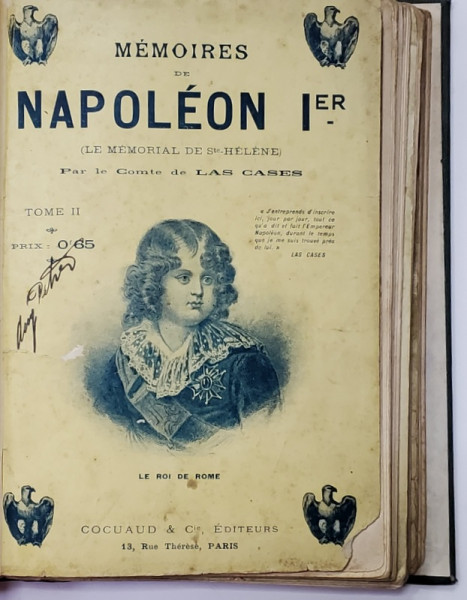 MÉMOIRES
DE
NAPOLÉON IER
(LE MÉMORIAL DE Ste-HÉLÈNE)
Par le Comte de LAS CASES
TOME II
PRIX : 0f65
« J'entreprends d'inscrire
ici, jour par jour, tout ce
qu'a dit et fait l'Empereur
Napoléon, durant le temps
que je me suis trouvé près
de lui. »
LAS CASES
LE ROI DE ROME
COCUAUD & Cie, ÉDITEURS
13, Rue Thérèse, PARIS